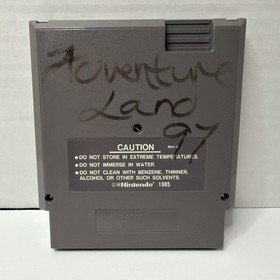 Adventure
Land
97
CAUTION
REV-A
● DO NOT STORE IN EXTREME TEMPERATURES.
● DO NOT IMMERSE IN WATER.
● DO NOT CLEAN WITH BENZENE, THINNER,
ALCOHOL OR OTHER SUCH SOLVENTS.
©®Nintendo 1985